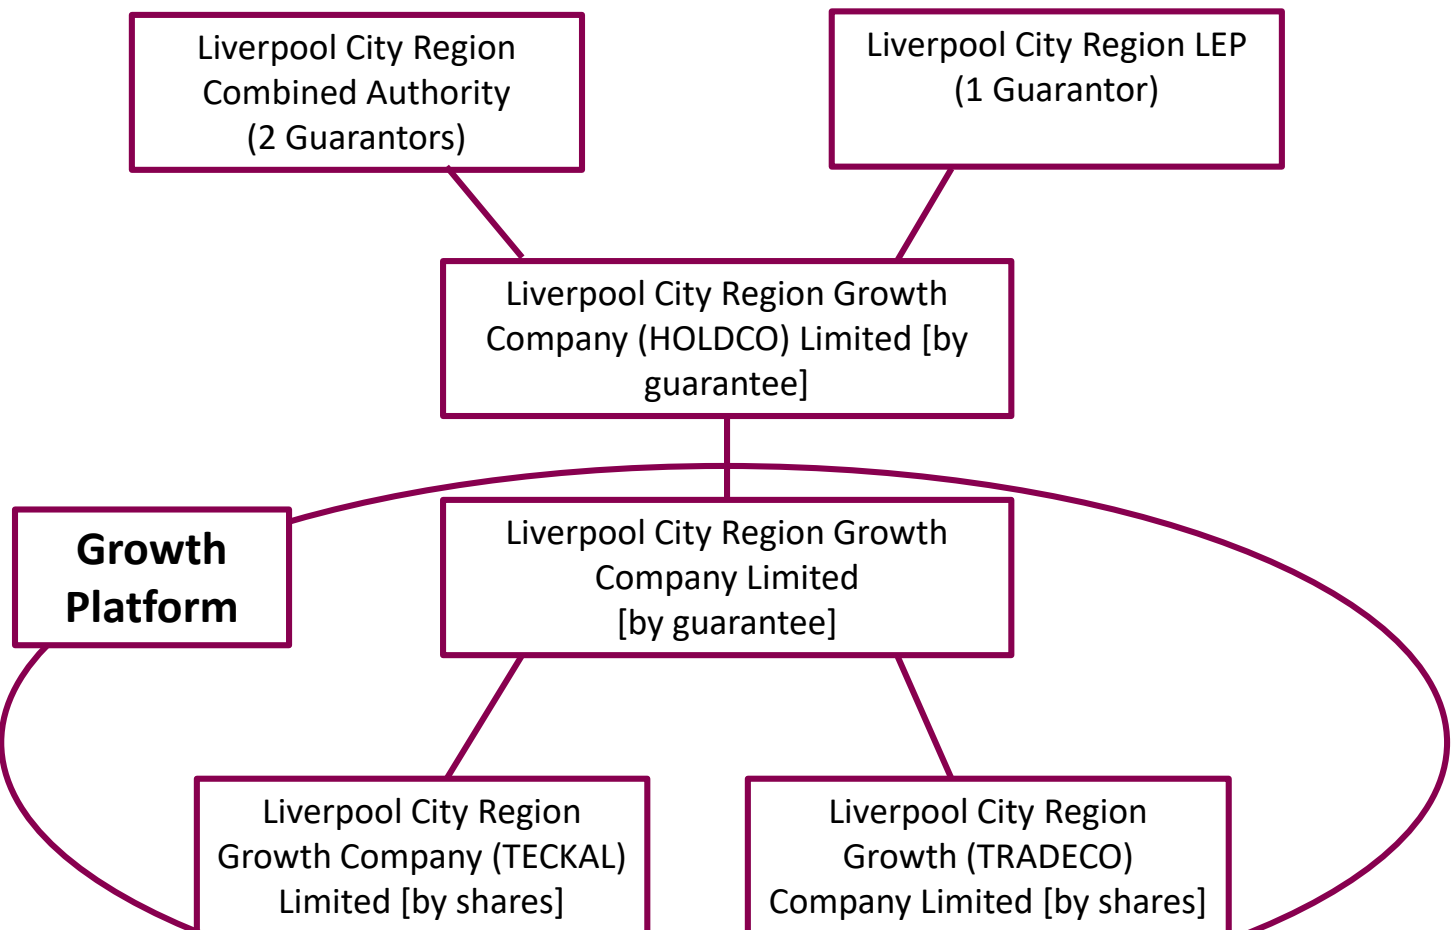 Liverpool City Region
Combined Authority
(2 Guarantors)
Liverpool City Region LEP
(1 Guarantor)
Liverpool City Region Growth
Company (HOLDCO) Limited [by
guarantee]
Growth
Platform
Liverpool City Region Growth
Company Limited
[by guarantee]
Liverpool City Region
Growth Company (TECKAL)
Limited [by shares]
Liverpool City Region
Growth (TRADECO)
Company Limited [by shares]